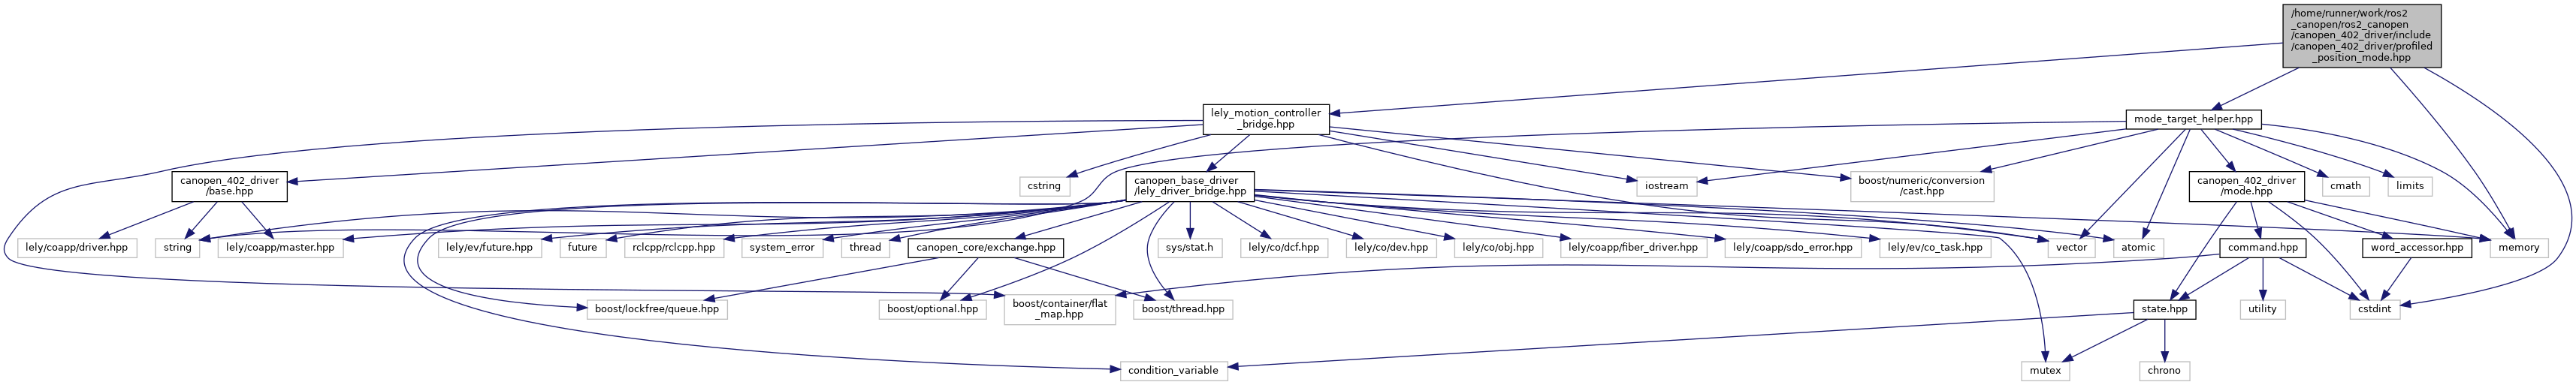 /home/runner/work/ros2
_canopen/ros2_canopen
/canopen_402_driver/include
/canopen_402_driver/profiled
_position_mode.hpp
lely_motion_controller
_bridge.hpp
mode_target_helper.hpp
canopen_402_driver
/base.hpp
cstring
canopen_base_driver
/lely_driver_bridge.hpp
iostream
boost/numeric/conversion
/cast.hpp
canopen_402_driver
/mode.hpp
cmath
limits
lely/coapp/driver.hpp
string
lely/coapp/master.hpp
lely/ev/future.hpp
future
rclcpp/rclcpp.hpp
system_error
thread
canopen_core/exchange.hpp
sys/stat.h
lely/co/dcf.hpp
lely/co/dev.hpp
lely/co/obj.hpp
lely/coapp/fiber_driver.hpp
lely/coapp/sdo_error.hpp
lely/ev/co_task.hpp
vector
atomic
command.hpp
word_accessor.hpp
memory
boost/lockfree/queue.hpp
boost/optional.hpp
boost/container/flat
_map.hpp
boost/thread.hpp
state.hpp
utility
cstdint
condition_variable
mutex
chrono